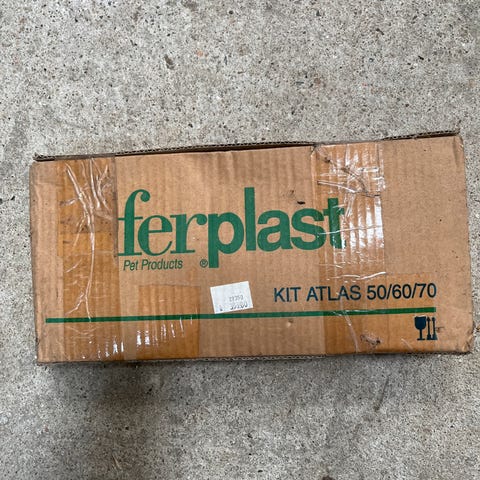 ferplast
Pet Products ®
KIT ATLAS 50/60/70